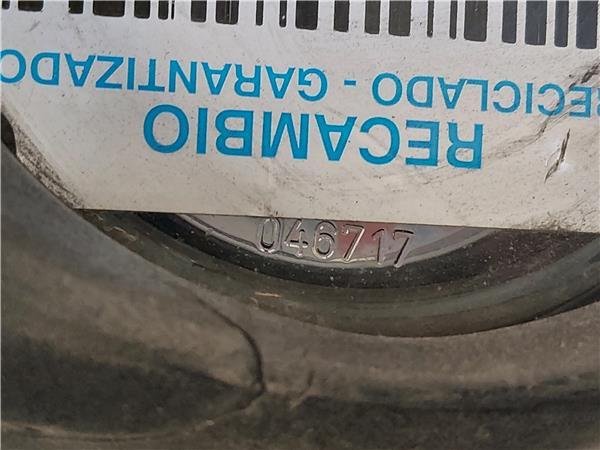 RECAMBIO
RECICLADO - GARANTIZADO
046717